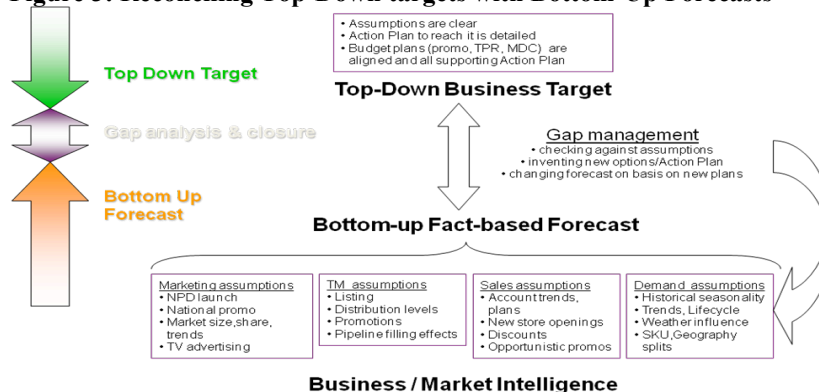 Figure 3: Reconciling Top-Down targets with Bottom-Up Forecasts
• Assumptions are clear
• Action Plan to reach it is detailed
• Budget plans (promo, TPR, MDC) are
aligned and all supporting Action Plan
Top Down Target
Top-Down Business Target
Gap analysis & closure
Gap management
• checking against assumptions
• inventing new options/Action Plan
• changing forecast on basis on new plans
Bottom Up
Forecast
Bottom-up Fact-based Forecast
Marketing assumptions
• NPD launch
• National promo
• Market size,share,
trends
• TV advertising
TM assumptions
• Listing
• Distribution levels
• Promotions
• Pipeline filling effects
Sales assumptions
• Account trends,
plans
• New store openings
• Discounts
• Opportunistic promos
Demand assumptions
• Historical seasonality
• Trends, Lifecycle
• Weather influence
• SKU,Geography
splits
Business / Market Intelligence